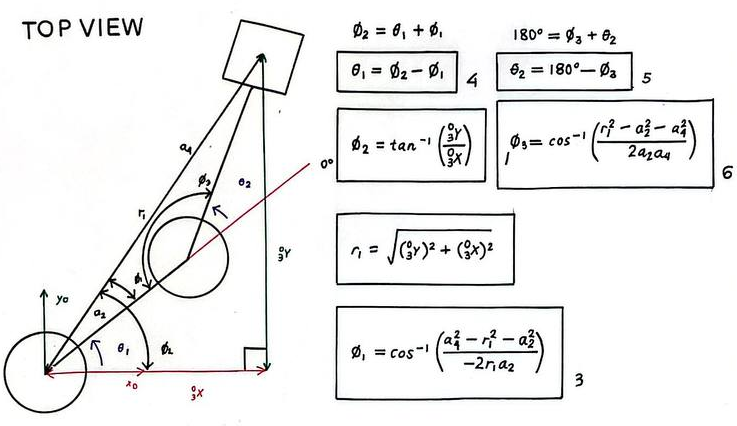 TOP VIEW
ϕ₂ = θ₁ + ϕ₁
θ₁ = ϕ₂ − ϕ₁
4
180° = ϕ₃ + θ₂
θ₂ = 180° − ϕ₃
5
ϕ₂ = tan⁻¹ (⁰₃Y / ⁰₃X)
ϕ₃ = cos⁻¹ ((r₁² − a₂² − a₄²) / 2a₂a₄)
6
r₁ = √((⁰₃Y)² + (⁰₃X)²)
ϕ₁ = cos⁻¹ ((a₄² − r₁² − a₂²) / −2r₁a₂)
3
a₄
0°
ϕ₃
θ₂
r₁
⁰₃Y
ϕ₁
y₀
a₂
θ₁
ϕ₂
x₀
⁰₃X